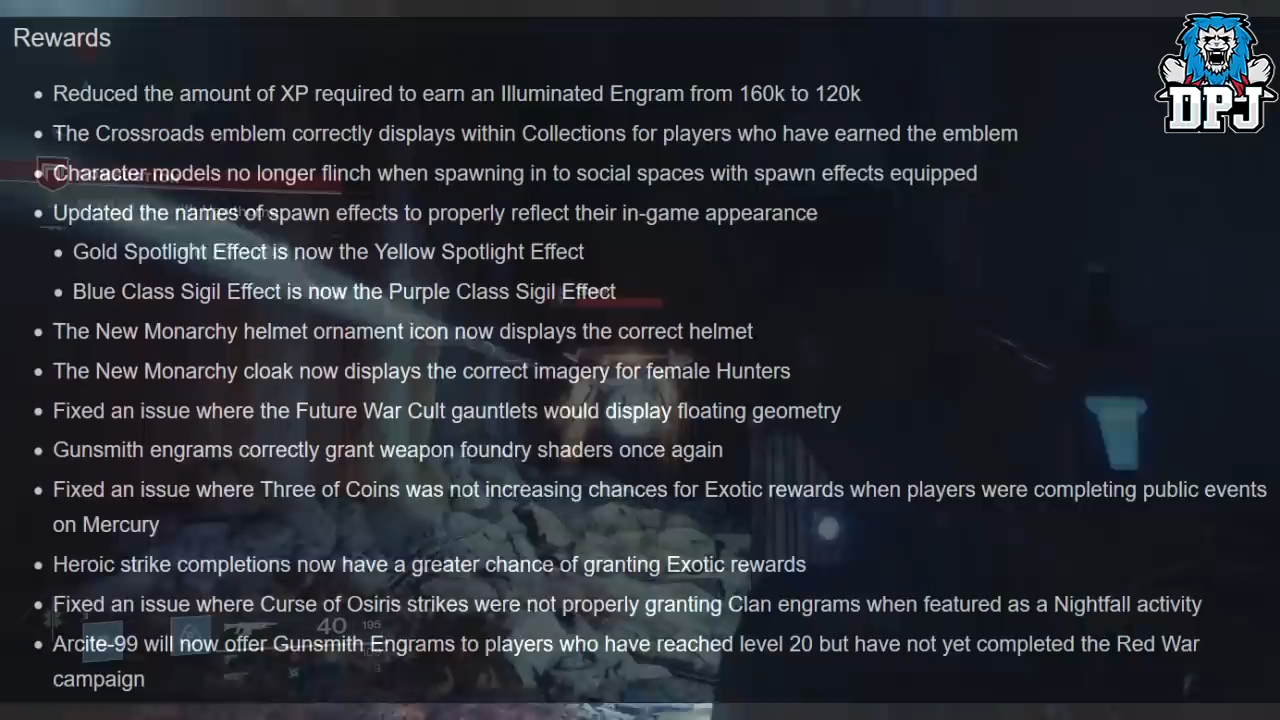 Rewards
DPJ
Reduced the amount of XP required to earn an Illuminated Engram from 160k to 120k
The Crossroads emblem correctly displays within Collections for players who have earned the emblem
Character models no longer flinch when spawning in to social spaces with spawn effects equipped
Updated the names of spawn effects to properly reflect their in-game appearance
Gold Spotlight Effect is now the Yellow Spotlight Effect
Blue Class Sigil Effect is now the Purple Class Sigil Effect
The New Monarchy helmet ornament icon now displays the correct helmet
The New Monarchy cloak now displays the correct imagery for female Hunters
Fixed an issue where the Future War Cult gauntlets would display floating geometry
Gunsmith engrams correctly grant weapon foundry shaders once again
Fixed an issue where Three of Coins was not increasing chances for Exotic rewards when players were completing public events
on Mercury
Heroic strike completions now have a greater chance of granting Exotic rewards
Fixed an issue where Curse of Osiris strikes were not properly granting Clan engrams when featured as a Nightfall activity
40 195
Arcite-99 will now offer Gunsmith Engrams to players who have reached level 20 but have not yet completed the Red War
campaign